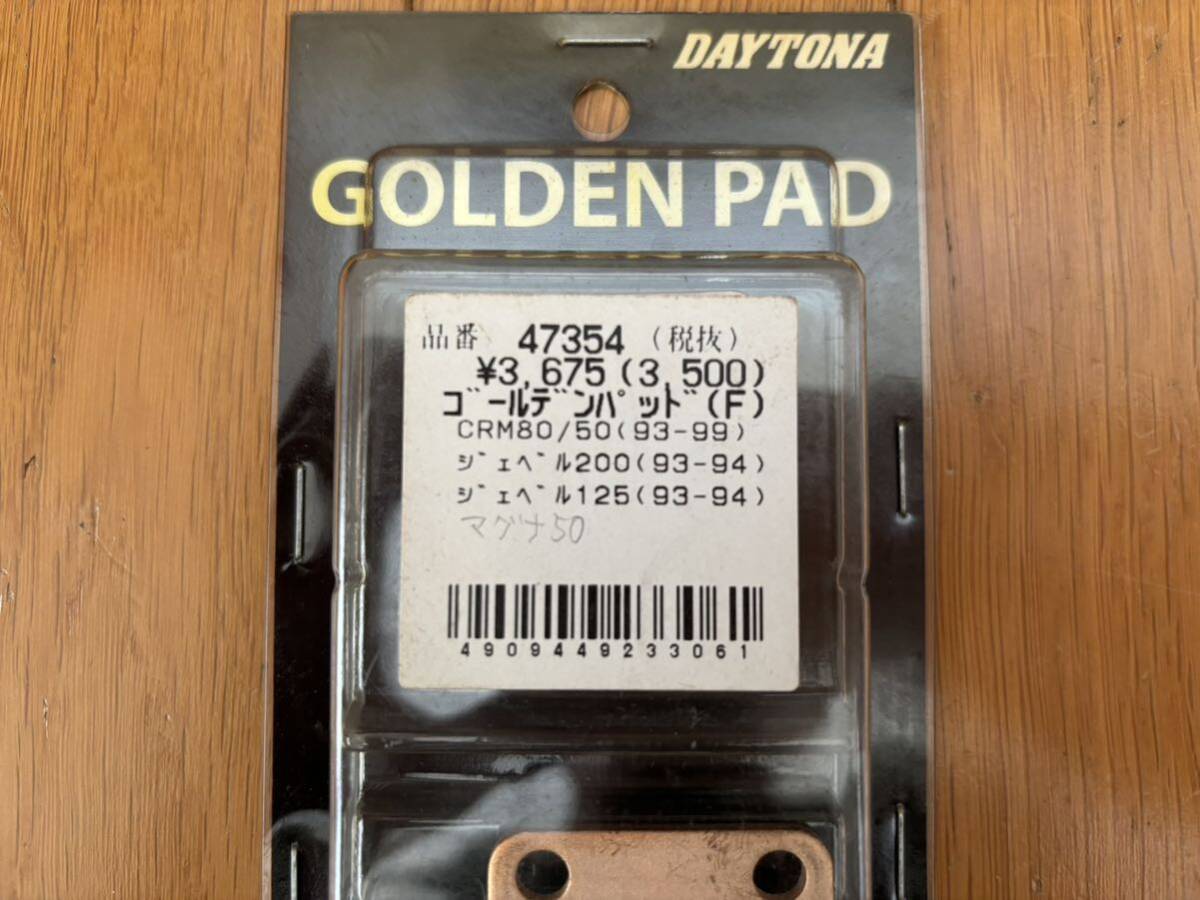 DAYTONA
GOLDEN PAD
品番 47354 (税抜)
¥3,675(3,500)
ｺﾞｰﾙﾃﾞﾝﾊﾟｯﾄﾞ(F)
CRM80/50(93-99)
ｼﾞｪﾍﾞﾙ200(93-94)
ｼﾞｪﾍﾞﾙ125(93-94)
マグナ50
4909449233061